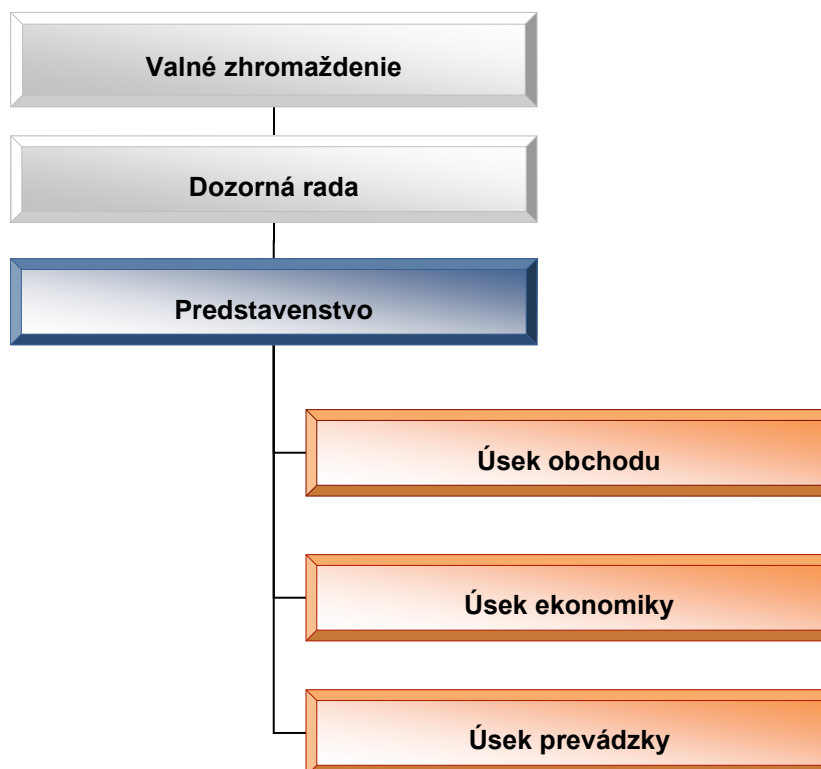 Valné zhromaždenie
Dozorná rada
Predstavenstvo
Úsek obchodu
Úsek ekonomiky
Úsek prevádzky